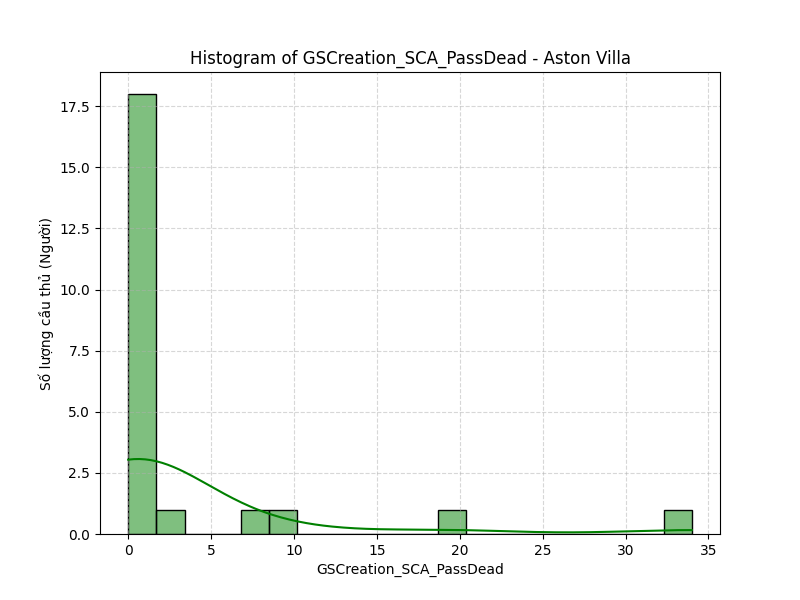 Histogram of GSCreation_SCA_PassDead - Aston Villa
Số lượng cầu thủ (Người)
17.5
15.0
12.5
10.0
7.5
5.0
2.5
0.0
0 5 10 15 20 25 30 35
GSCreation_SCA_PassDead